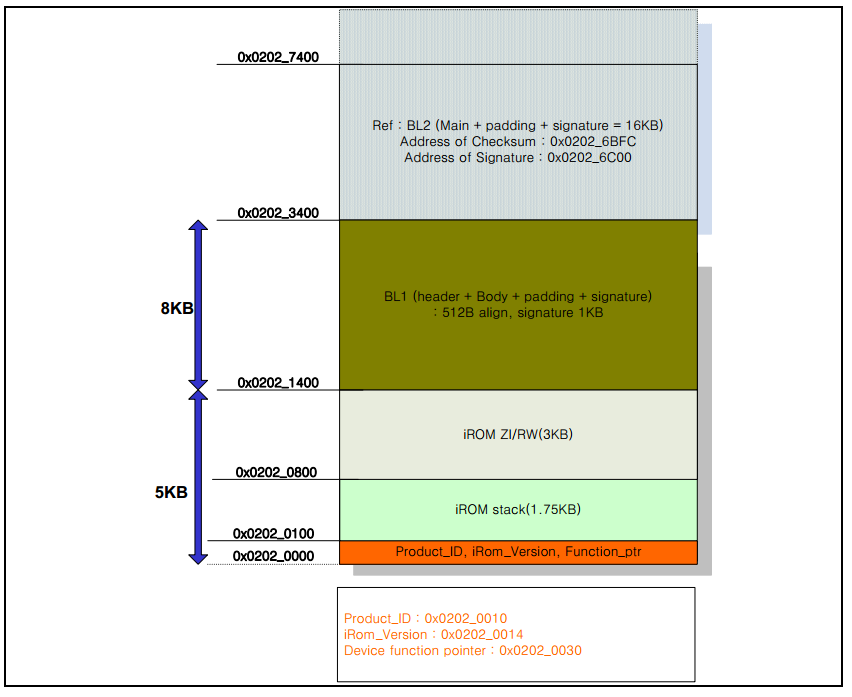 0x0202_7400
Ref : BL2 (Main + padding + signature = 16KB)
Address of Checksum : 0x0202_6BFC
Address of Signature : 0x0202_6C00
0x0202_3400
8KB
BL1 (header + Body + padding + signature)
: 512B align, signature 1KB
0x0202_1400
iROM ZI/RW(3KB)
0x0202_0800
5KB
iROM stack(1.75KB)
0x0202_0100
Product_ID, iRom_Version, Function_ptr
0x0202_0000
Product_ID : 0x0202_0010
iRom_Version : 0x0202_0014
Device function pointer : 0x0202_0030